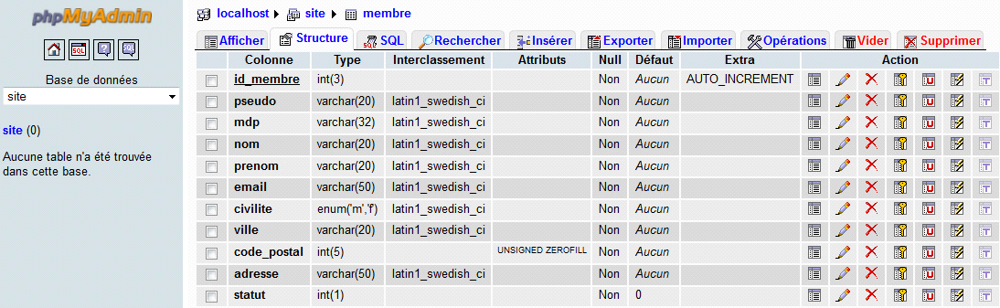 phpMyAdmin
SQL
Base de données
site
site (0)
Aucune table n'a été trouvée
dans cette base.
localhost site membre
Afficher Structure SQL Rechercher Insérer Exporter Importer Opérations Vider Supprimer
Colonne Type Interclassement Attributs Null Défaut Extra Action
id_membre int(3) Non Aucun AUTO_INCREMENT
pseudo varchar(20) latin1_swedish_ci Non Aucun
mdp varchar(32) latin1_swedish_ci Non Aucun
nom varchar(20) latin1_swedish_ci Non Aucun
prenom varchar(20) latin1_swedish_ci Non Aucun
email varchar(50) latin1_swedish_ci Non Aucun
civilite enum('m','f') latin1_swedish_ci Non Aucun
ville varchar(20) latin1_swedish_ci Non Aucun
code_postal int(5) UNSIGNED ZEROFILL Non Aucun
adresse varchar(50) latin1_swedish_ci Non Aucun
statut int(1) Non 0